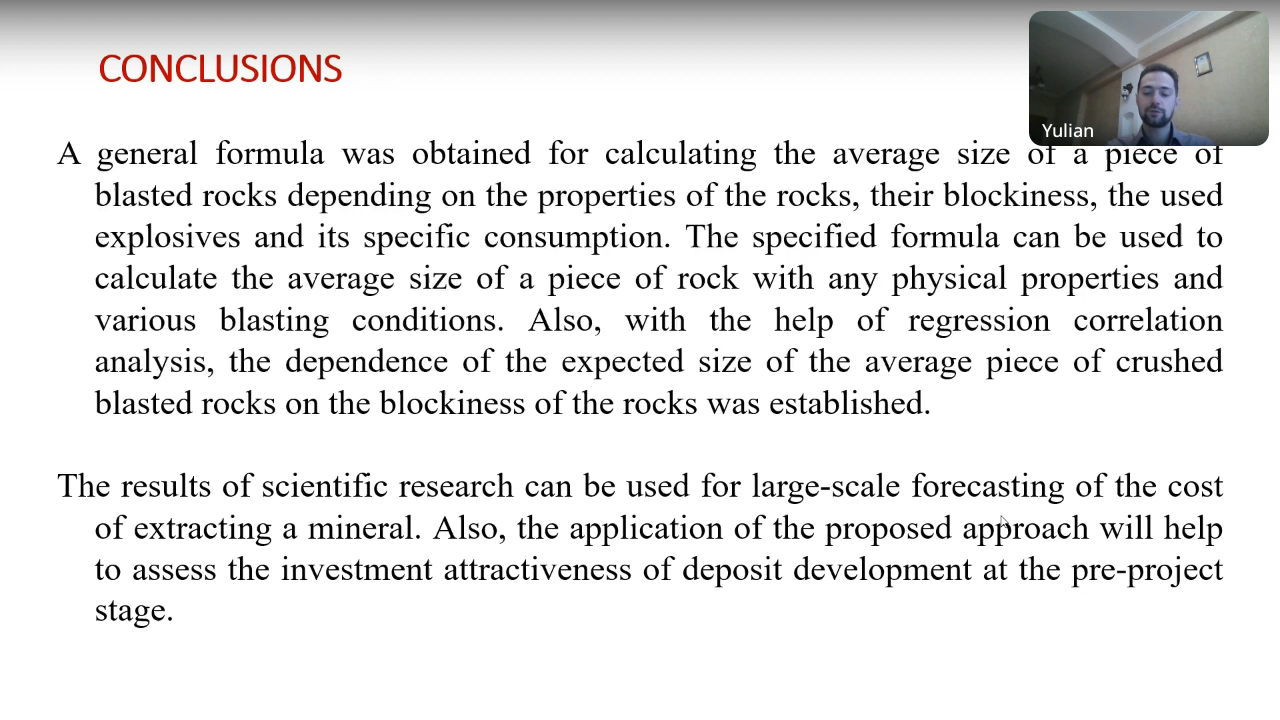 CONCLUSIONS
Yulian
A general formula was obtained for calculating the average size of a piece of
blasted rocks depending on the properties of the rocks, their blockiness, the used
explosives and its specific consumption. The specified formula can be used to
calculate the average size of a piece of rock with any physical properties and
various blasting conditions. Also, with the help of regression correlation
analysis, the dependence of the expected size of the average piece of crushed
blasted rocks on the blockiness of the rocks was established.
The results of scientific research can be used for large-scale forecasting of the cost
of extracting a mineral. Also, the application of the proposed approach will help
to assess the investment attractiveness of deposit development at the pre-project
stage.